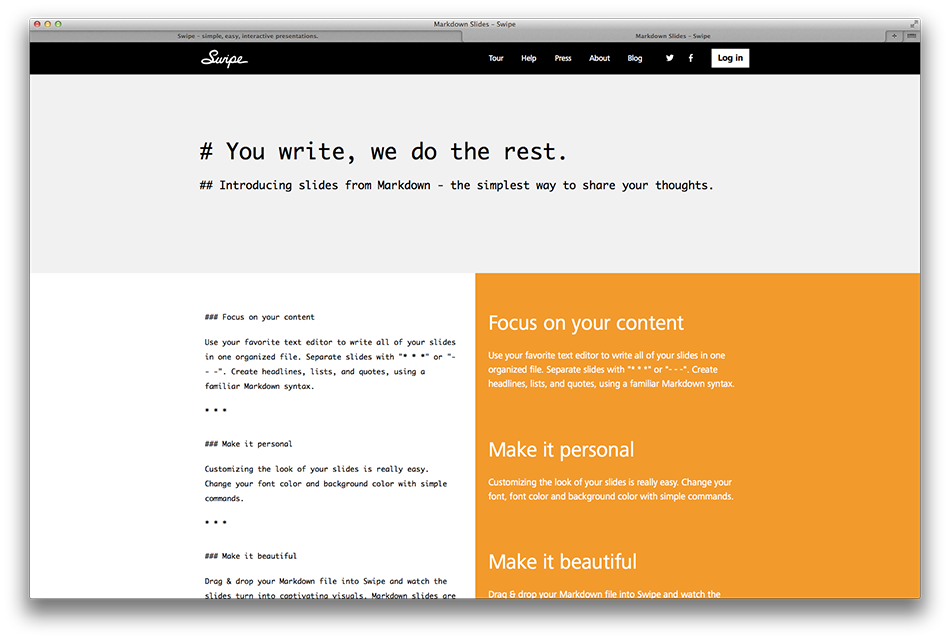 Markdown Slides – Swipe
Swipe – simple, easy, interactive presentations.
Markdown Slides – Swipe
Swipe
Tour
Help
Press
About
Blog
Log in
# You write, we do the rest.
## Introducing slides from Markdown - the simplest way to share your thoughts.
### Focus on your content
Use your favorite text editor to write all of your slides
in one organized file. Separate slides with "* * *" or "-
- -". Create headlines, lists, and quotes, using a
familiar Markdown syntax.
* * *
### Make it personal
Customizing the look of your slides is really easy.
Change your font color and background color with simple
commands.
* * *
### Make it beautiful
Drag & drop your Markdown file into Swipe and watch the
slides turn into captivating visuals. Markdown slides are
Focus on your content
Use your favorite text editor to write all of your slides in one
organized file. Separate slides with "* * *" or "- - -". Create
headlines, lists, and quotes, using a familiar Markdown syntax.
Make it personal
Customizing the look of your slides is really easy. Change your
font, font color and background color with simple commands.
Make it beautiful
Drag & drop your Markdown file into Swipe and watch the